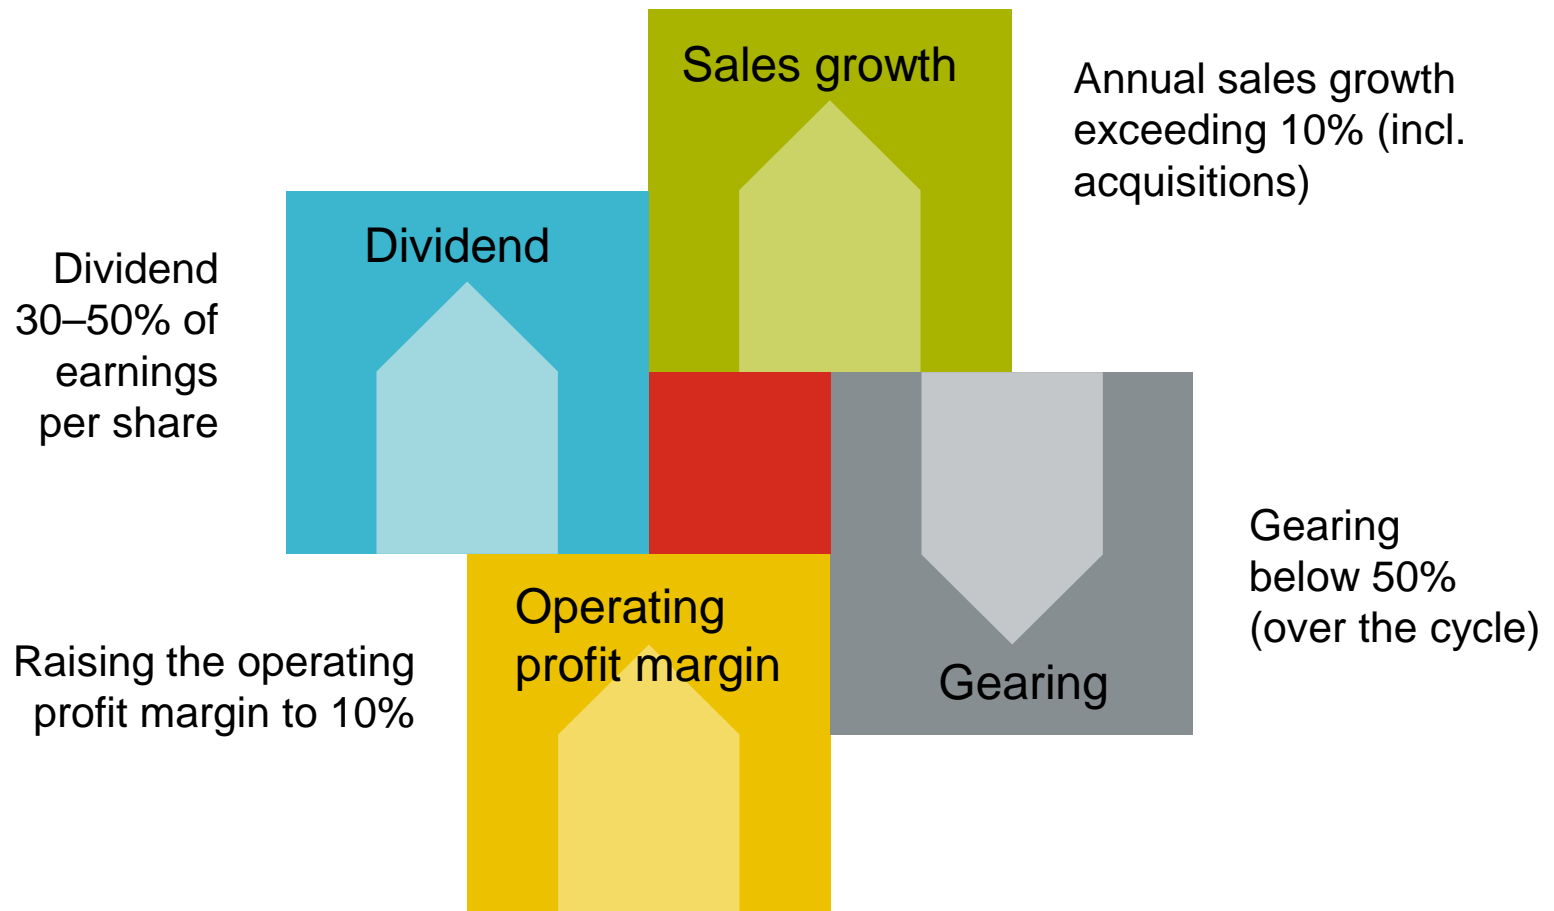 Sales growth
Annual sales growth
exceeding 10% (incl.
acquisitions)
Dividend
Dividend
30–50% of
earnings
per share
Gearing
below 50%
(over the cycle)
Gearing
Operating
profit margin
Raising the operating
profit margin to 10%